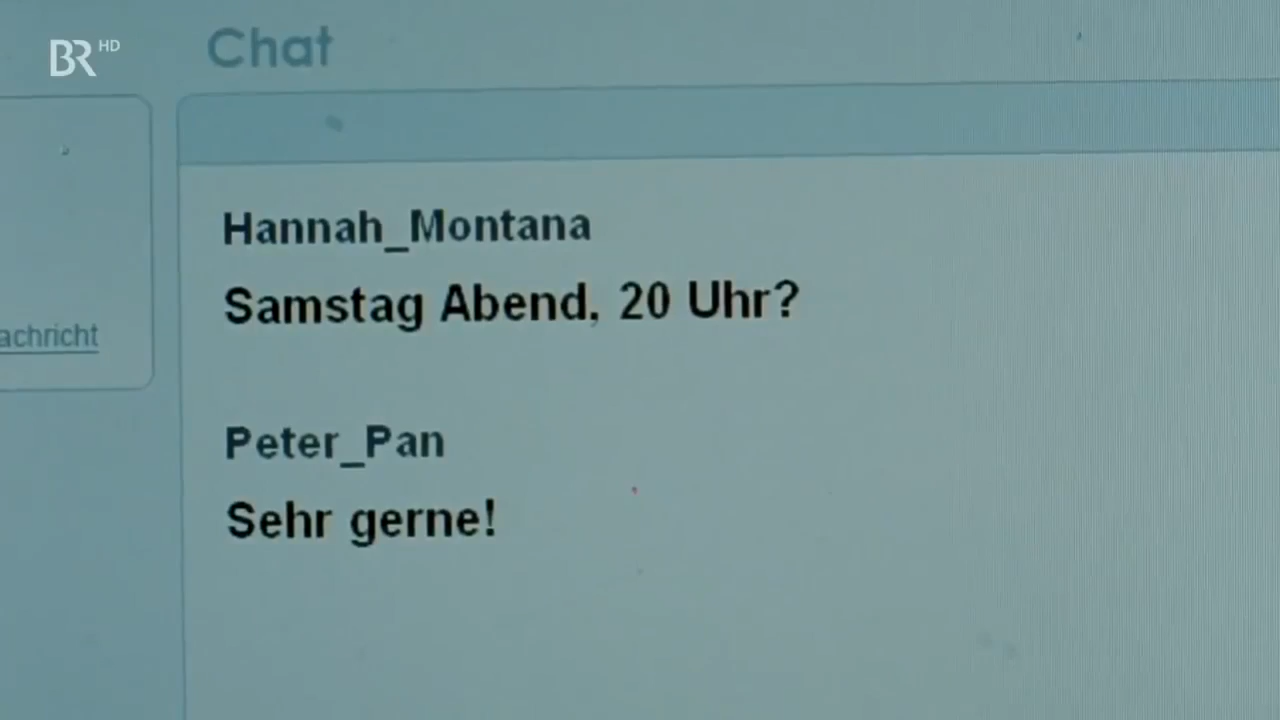 BR HD
Chat
Hannah_Montana
Samstag Abend, 20 Uhr?
achricht
Peter_Pan
Sehr gerne!